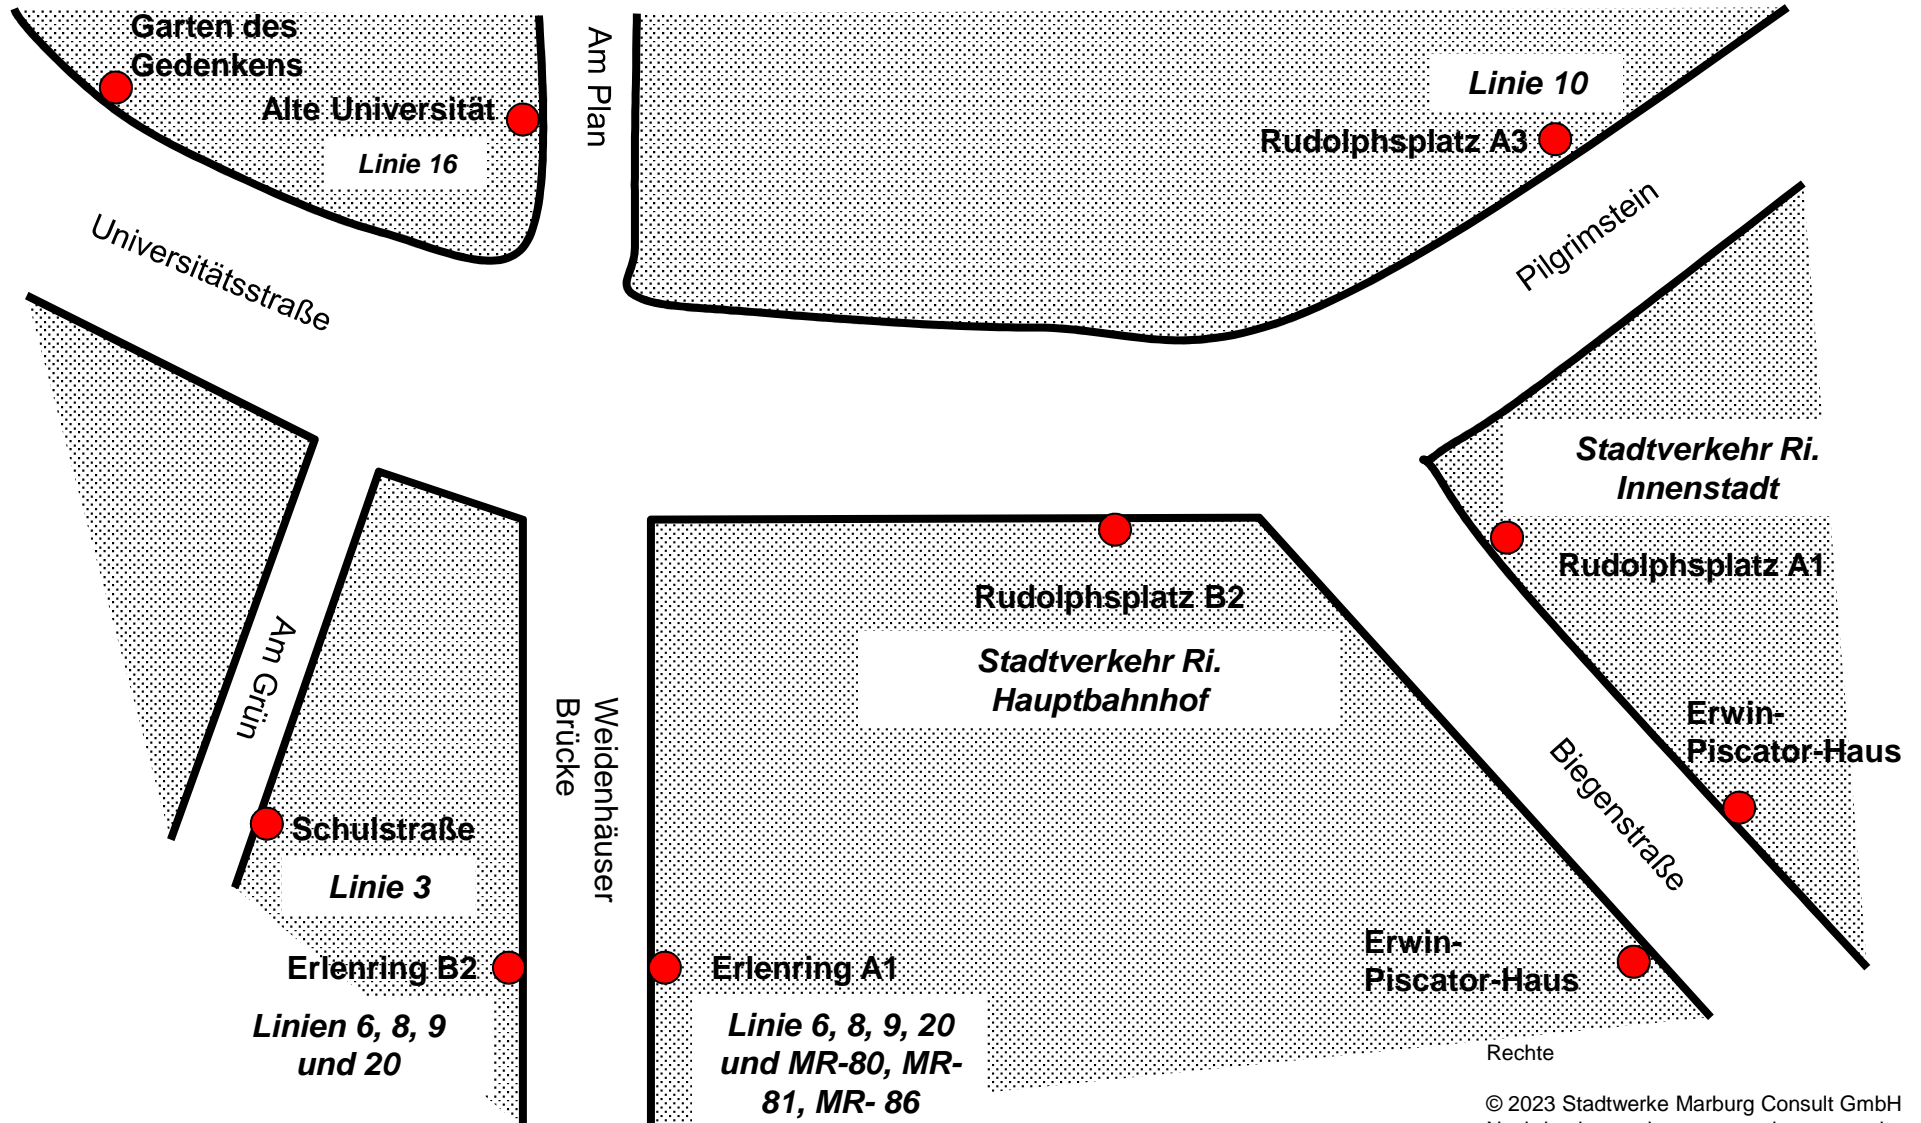 Garten des
Gedenkens
Alte Universität
Linie 16
Am Plan
Linie 10
Rudolphsplatz A3
Universitätsstraße
Pilgrimstein
Stadtverkehr Ri.
Innenstadt
Rudolphsplatz A1
Rudolphsplatz B2
Stadtverkehr Ri.
Hauptbahnhof
Am Grün
Weidenhäuser
Brücke
Erwin-
Piscator-Haus
Biegenstraße
Schulstraße
Linie 3
Erlenring B2
Linien 6, 8, 9
und 20
Erlenring A1
Linie 6, 8, 9, 20
und MR-80, MR-
81, MR- 86
Erwin-
Piscator-Haus
Rechte
© 2023 Stadtwerke Marburg Consult GmbH